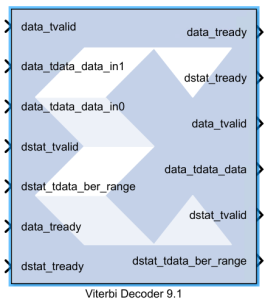 data_tvalid
data_tready
data_tdata_data_in1
dstat_tready
data_tdata_data_in0
data_tvalid
dstat_tvalid
data_tdata_data
dstat_tdata_ber_range
dstat_tvalid
data_tready
dstat_tready
dstat_tdata_ber_range
Viterbi Decoder 9.1